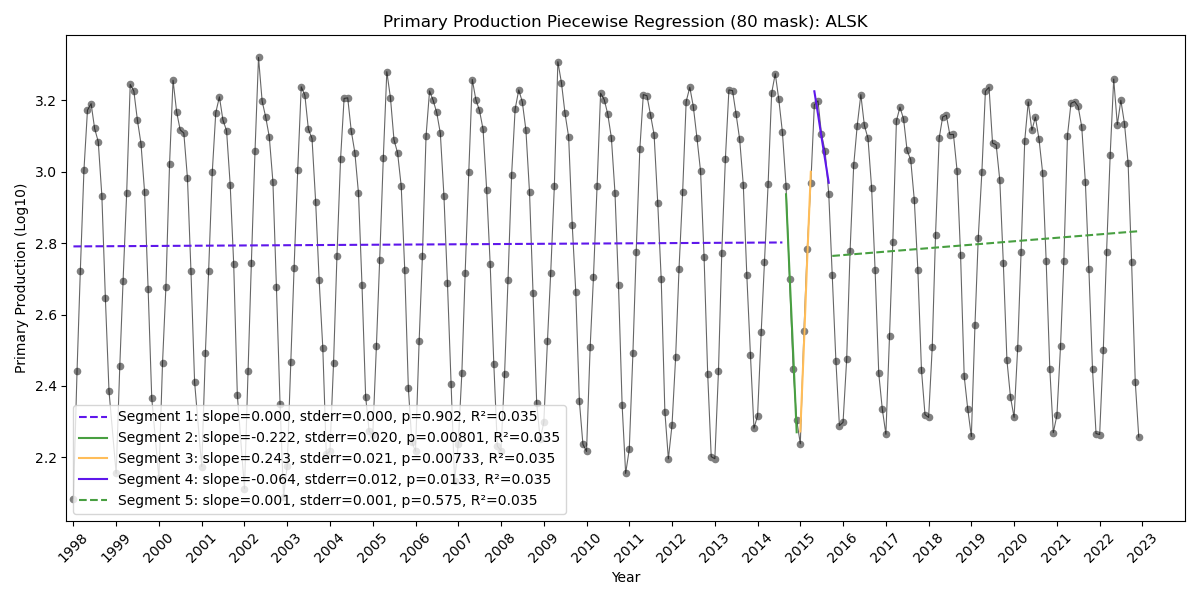 Primary Production Piecewise Regression (80 mask): ALSK
Primary Production (Log10)
3.2
3.0
2.8
2.6
2.4
2.2
Segment 1: slope=0.000, stderr=0.000, p=0.902, R²=0.035
Segment 2: slope=-0.222, stderr=0.020, p=0.00801, R²=0.035
Segment 3: slope=0.243, stderr=0.021, p=0.00733, R²=0.035
Segment 4: slope=-0.064, stderr=0.012, p=0.0133, R²=0.035
Segment 5: slope=0.001, stderr=0.001, p=0.575, R²=0.035
1998 1999 2000 2001 2002 2003 2004 2005 2006 2007 2008 2009 2010 2011 2012 2013 2014 2015 2016 2017 2018 2019 2020 2021 2022 2023
Year